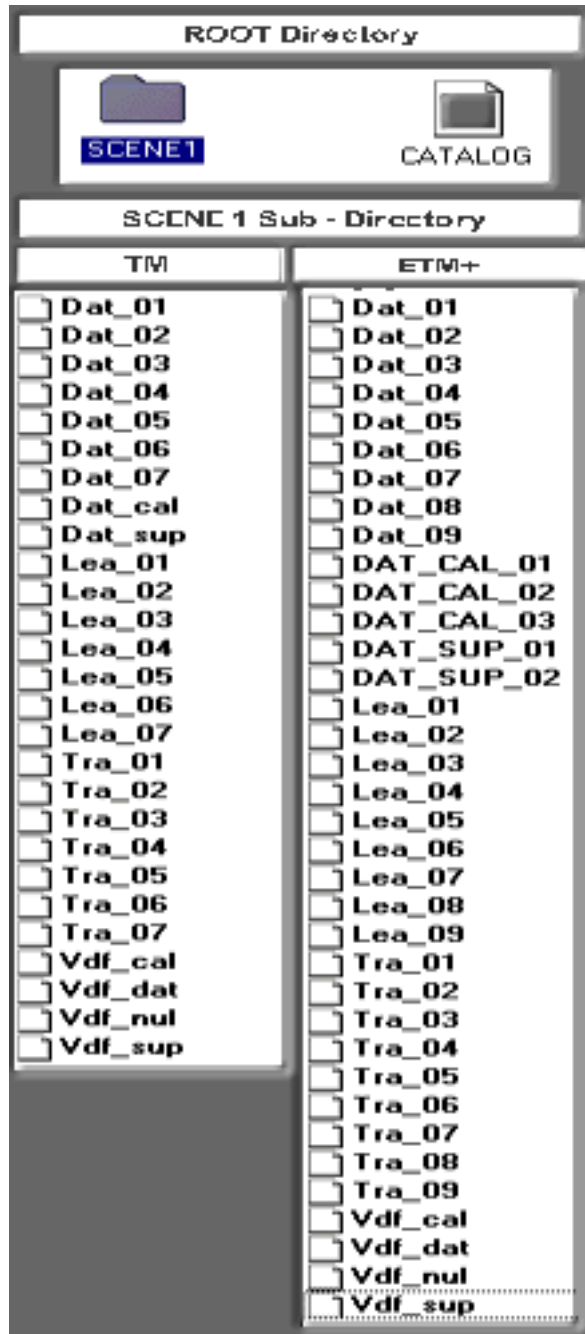 ROOT Directory
SCENE1
CATALOG
SCENE 1 Sub - Directory
TM
Dat_01
Dat_02
Dat_03
Dat_04
Dat_05
Dat_06
Dat_07
Dat_cal
Dat_sup
Lea_01
Lea_02
Lea_03
Lea_04
Lea_05
Lea_06
Lea_07
Tra_01
Tra_02
Tra_03
Tra_04
Tra_05
Tra_06
Tra_07
Vdf_cal
Vdf_dat
Vdf_nul
Vdf_sup
ETM+
Dat_01
Dat_02
Dat_03
Dat_04
Dat_05
Dat_06
Dat_07
Dat_08
Dat_09
DAT_CAL_01
DAT_CAL_02
DAT_CAL_03
DAT_SUP_01
DAT_SUP_02
Lea_01
Lea_02
Lea_03
Lea_04
Lea_05
Lea_06
Lea_07
Lea_08
Lea_09
Tra_01
Tra_02
Tra_03
Tra_04
Tra_05
Tra_06
Tra_07
Tra_08
Tra_09
Vdf_cal
Vdf_dat
Vdf_nul
Vdf_sup